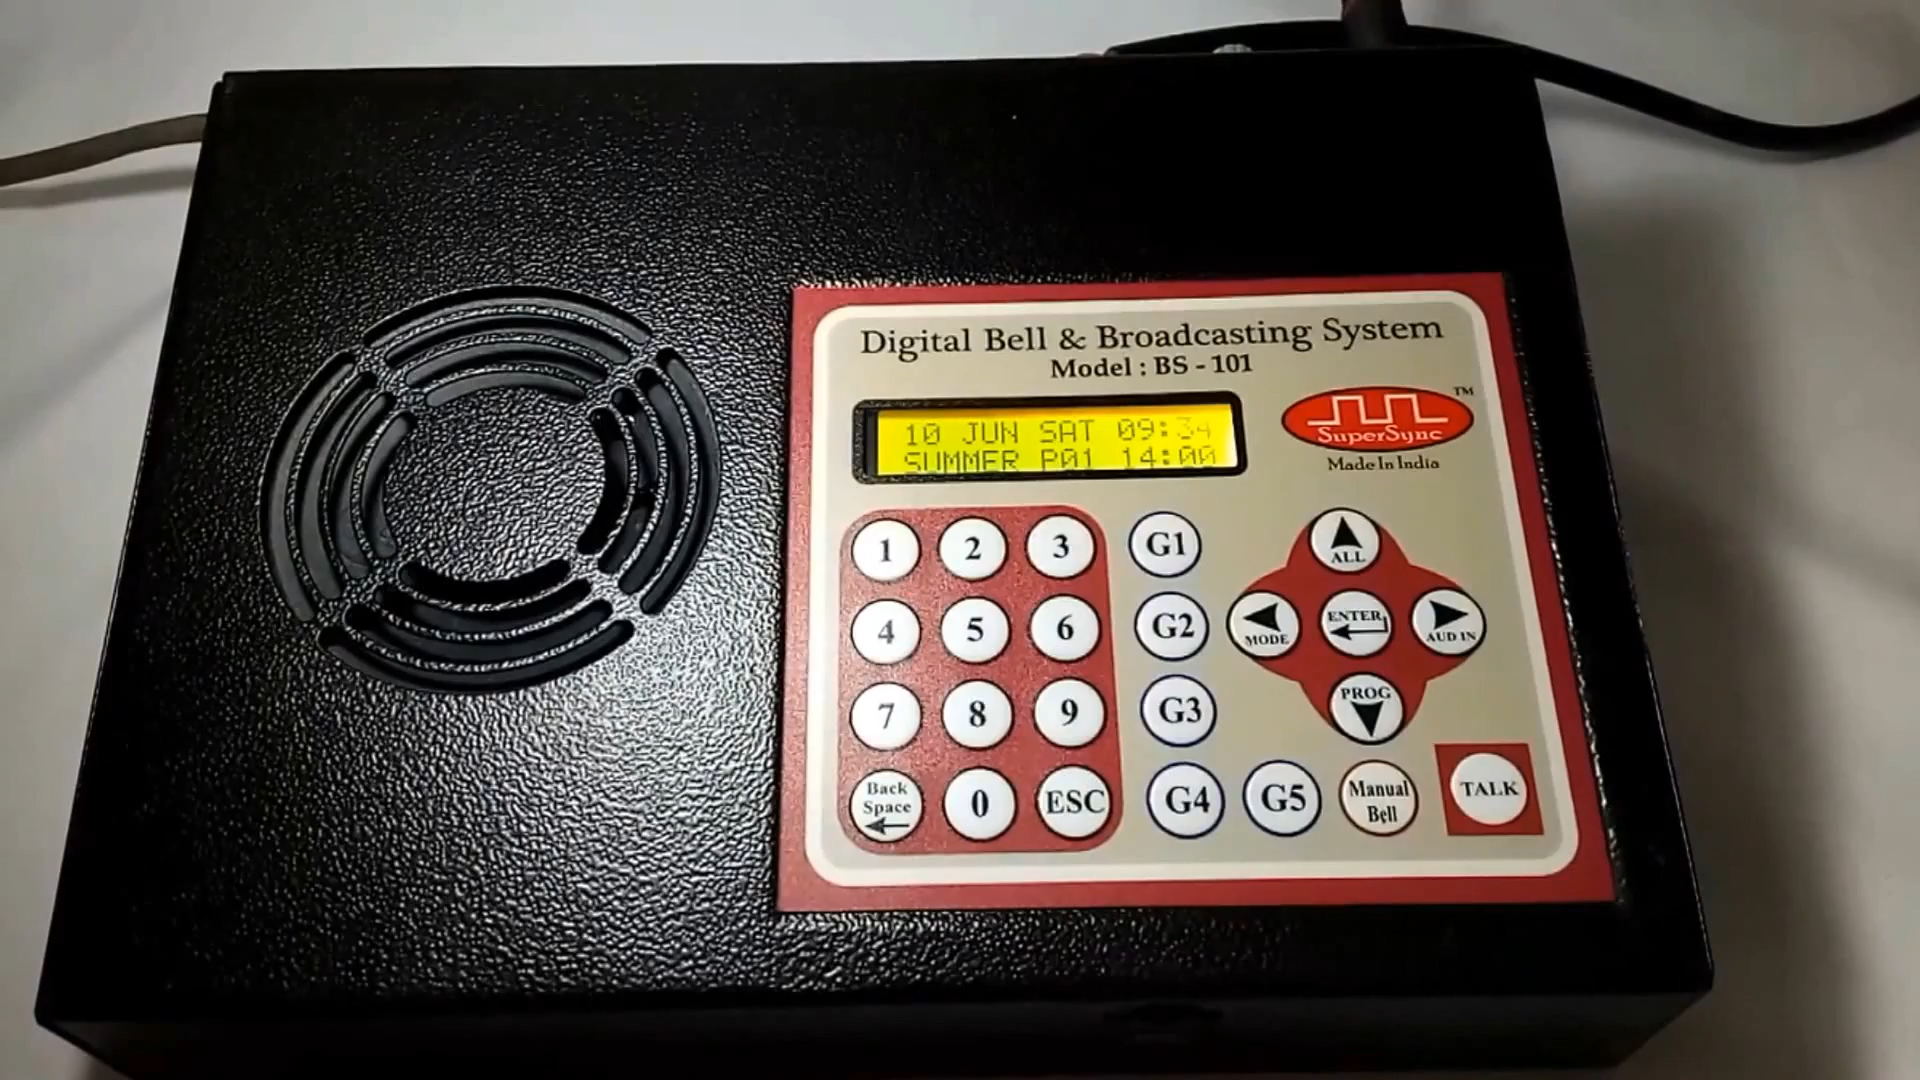 Digital Bell & Broadcasting System
Model : BS - 101
10 JUN SAT 09:34
SUMMER P01 14:00
SuperSync
TM
Made In India
1 2 3 G1
ALL
4 5 6 G2
MODE ENTER AUD IN
7 8 9 G3
PROG
Back Space 0 ESC G4 G5 Manual Bell TALK